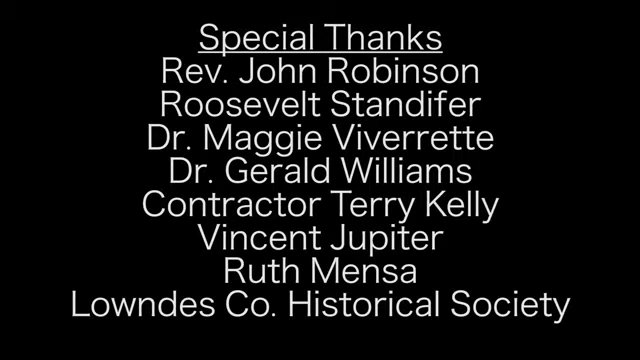 Special Thanks
Rev. John Robinson
Roosevelt Standifer
Dr. Maggie Viverrette
Dr. Gerald Williams
Contractor Terry Kelly
Vincent Jupiter
Ruth Mensa
Lowndes Co. Historical Society